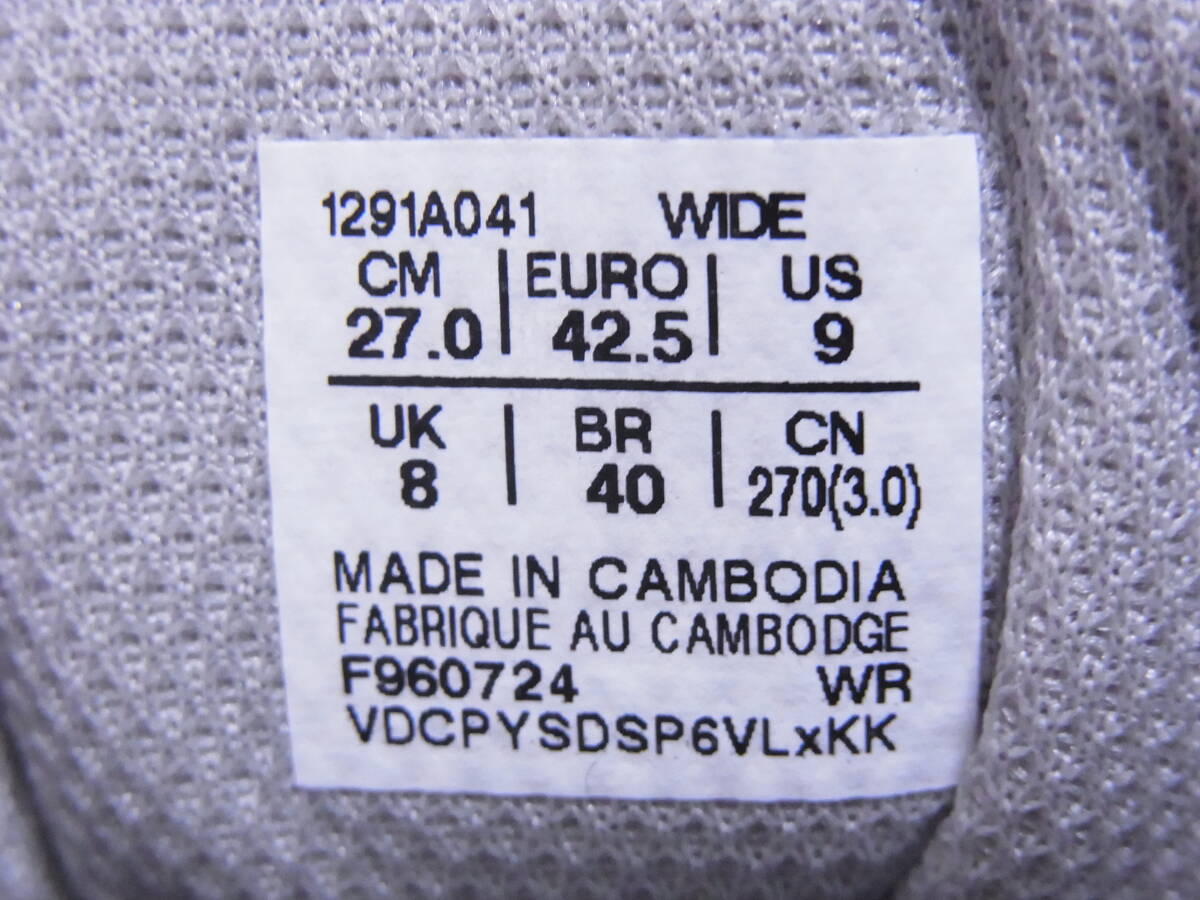 1291A041 WIDE
CM | EURO | US
27.0 | 42.5 | 9
UK | BR | CN
8 | 40 | 270(3.0)
MADE IN CAMBODIA
FABRIQUE AU CAMBODGE
F960724 WR
VDCPYSDSP6VLxKK